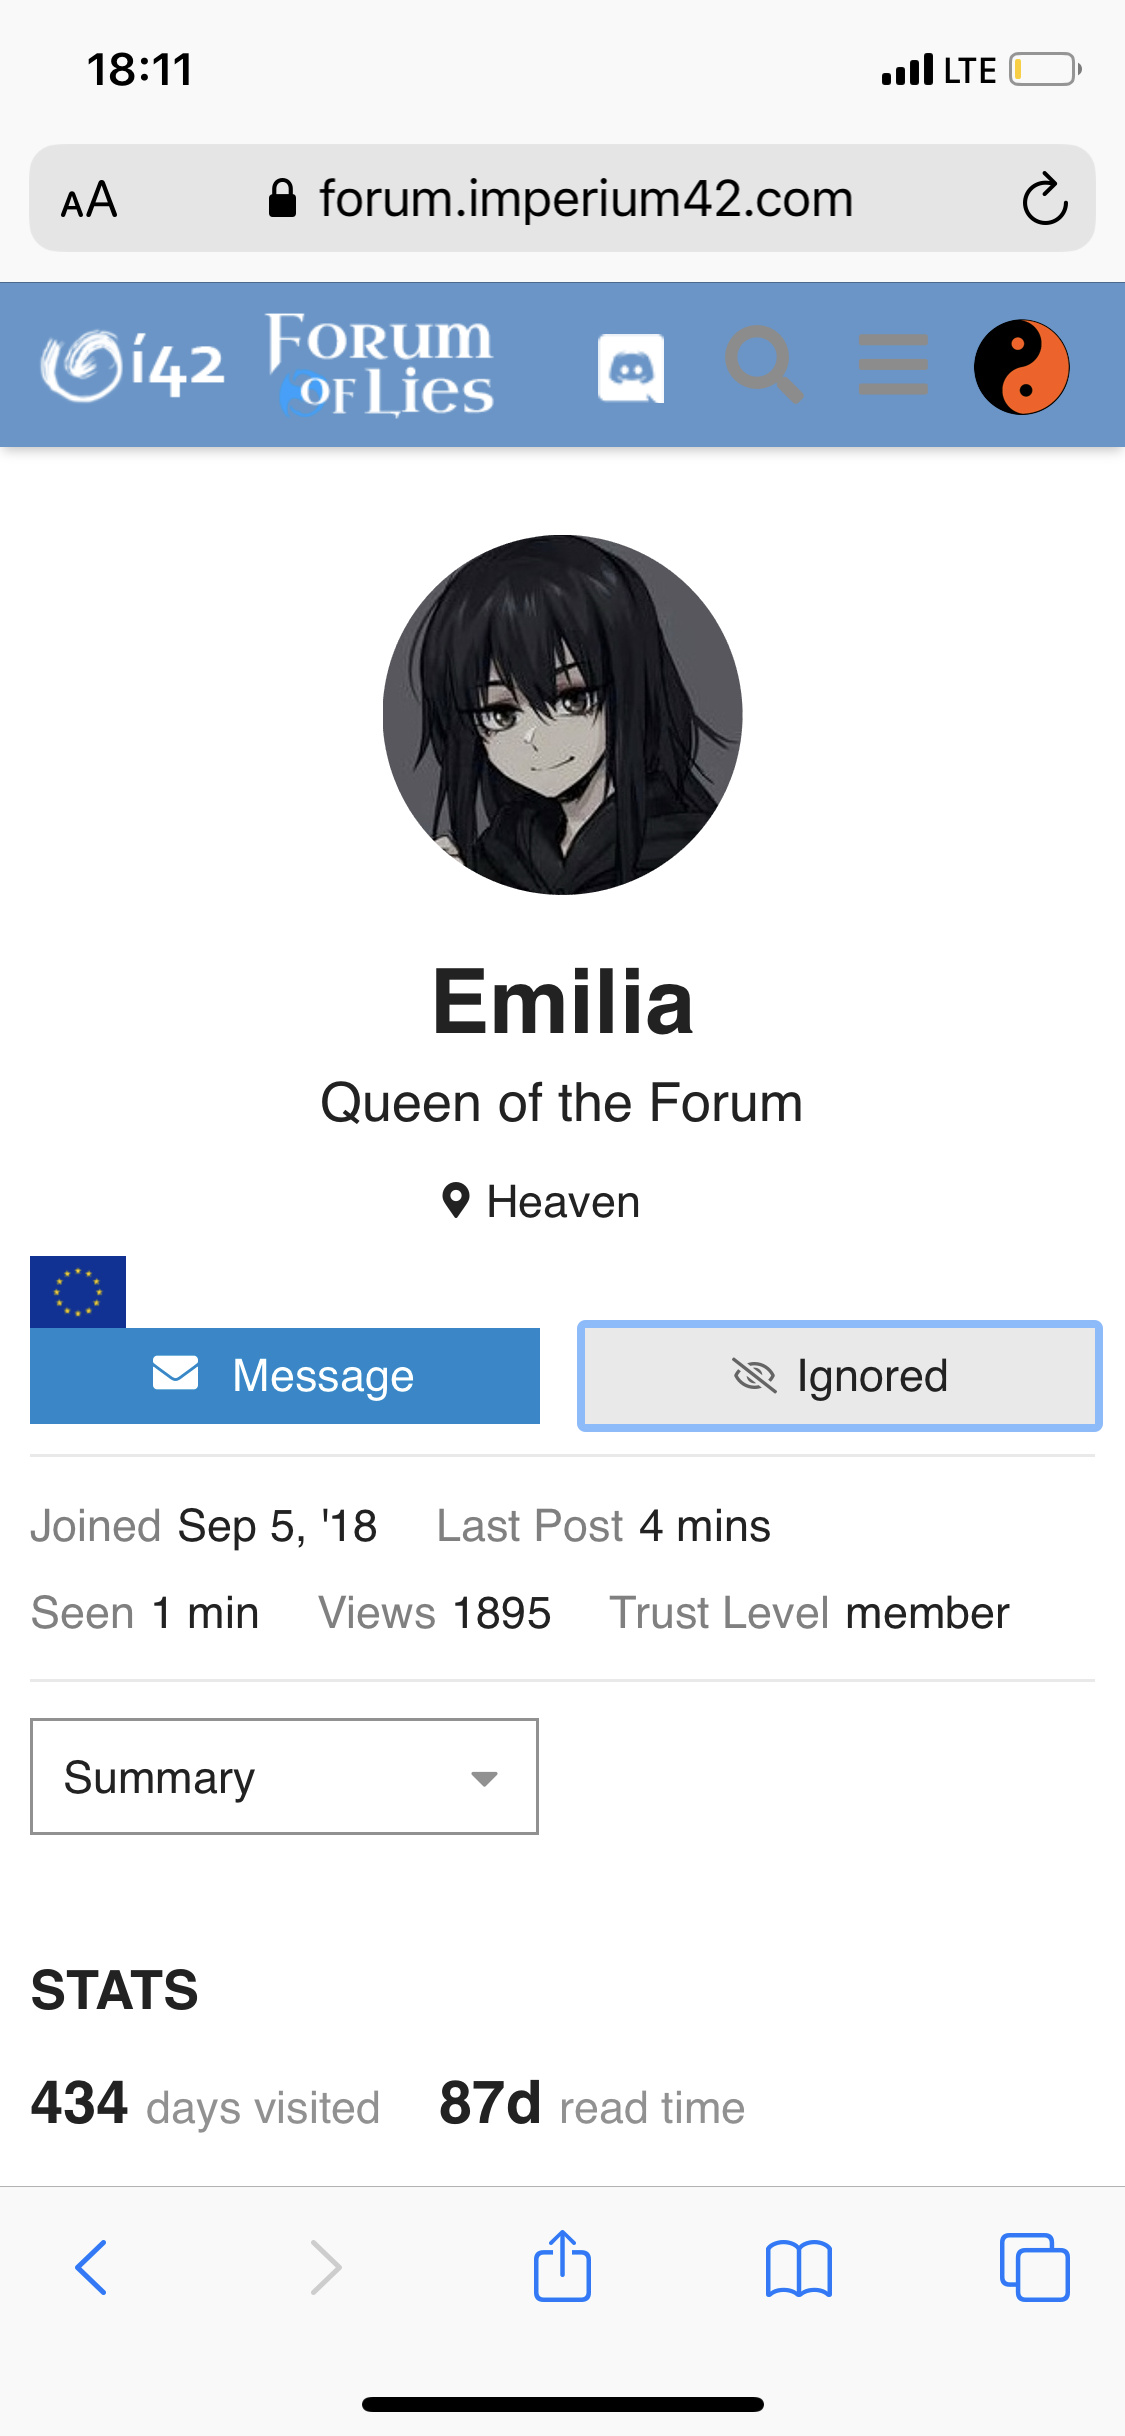 18:11 LTE
AA forum.imperium42.com
í42 Forum of Lies
Emilia
Queen of the Forum
Heaven
Message Ignored
Joined Sep 5, '18 Last Post 4 mins
Seen 1 min Views 1895 Trust Level member
Summary
STATS
434 days visited 87d read time